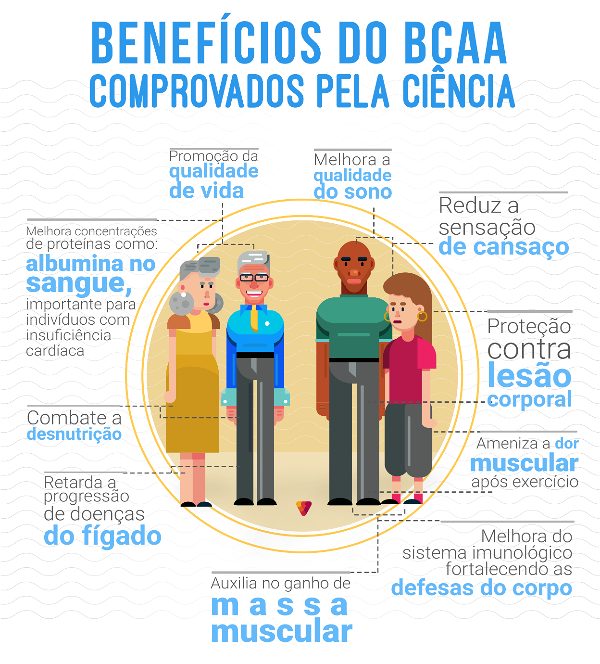 BENEFÍCIOS DO BCAA
COMPROVADOS PELA CIÊNCIA
Promoção da
qualidade
de vida
Melhora a
qualidade
do sono
Reduz a
sensação
de cansaço
Melhora concentrações
de proteínas como:
albumina no
sangue,
importante para
indivíduos com
insuficiência
cardíaca
Proteção
contra
lesão
corporal
Combate a
desnutrição
Ameniza a dor
muscular
após exercício
Retarda a
progressão
de doenças
do fígado
Melhora do
sistema imunológico
fortalecendo as
defesas do corpo
Auxilia no ganho de
massa
muscular